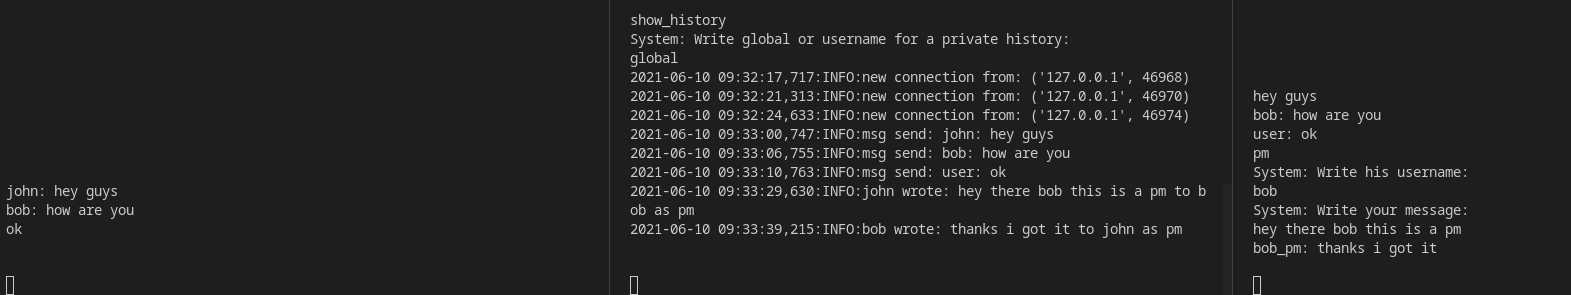 john: hey guys
bob: how are you
ok
show_history
System: Write global or username for a private history:
global
2021-06-10 09:32:17,717:INFO:new connection from: ('127.0.0.1', 46968)
2021-06-10 09:32:21,313:INFO:new connection from: ('127.0.0.1', 46970)
2021-06-10 09:32:24,633:INFO:new connection from: ('127.0.0.1', 46974)
2021-06-10 09:33:00,747:INFO:msg send: john: hey guys
2021-06-10 09:33:06,755:INFO:msg send: bob: how are you
2021-06-10 09:33:10,763:INFO:msg send: user: ok
2021-06-10 09:33:29,630:INFO:john wrote: hey there bob this is a pm to b
ob as pm
2021-06-10 09:33:39,215:INFO:bob wrote: thanks i got it to john as pm
hey guys
bob: how are you
user: ok
pm
System: Write his username:
bob
System: Write your message:
hey there bob this is a pm
bob_pm: thanks i got it